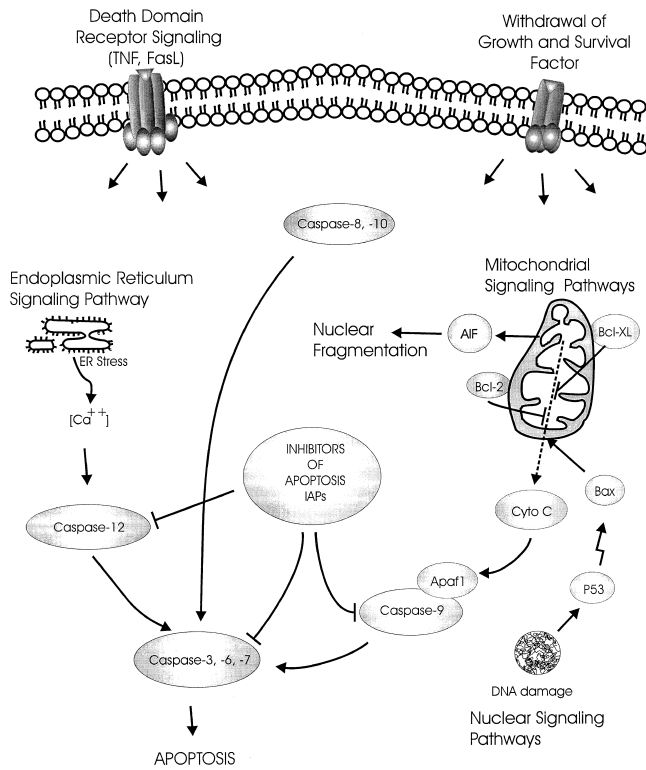 Death Domain
Receptor Signaling
(TNF, FasL)
Withdrawal of
Growth and Survival
Factor
Caspase-8, -10
Endoplasmic Reticulum
Signaling Pathway
ER Stress
[Ca++]
Mitochondrial
Signaling Pathways
Nuclear
Fragmentation
AIF
Bcl-XL
Bcl-2
INHIBITORS
OF
APOPTOSIS
IAPs
Caspase-12
Cyto C
Bax
Apaf1
Caspase-9
P53
Caspase-3, -6, -7
DNA damage
Nuclear Signaling
Pathways
APOPTOSIS